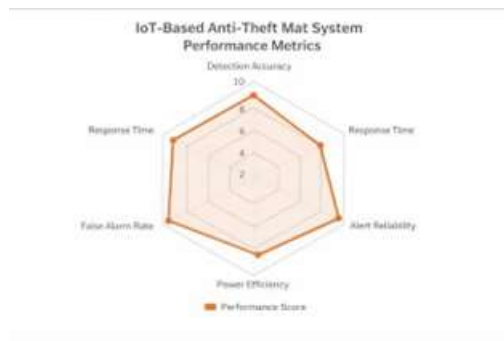 IoT-Based Anti-Theft Mat System
Performance Metrics
Detection Accuracy
10
8
6
4
2
Response Time
Response Time
False Alarm Rate
Alert Reliability
Power Efficiency
Performance Score